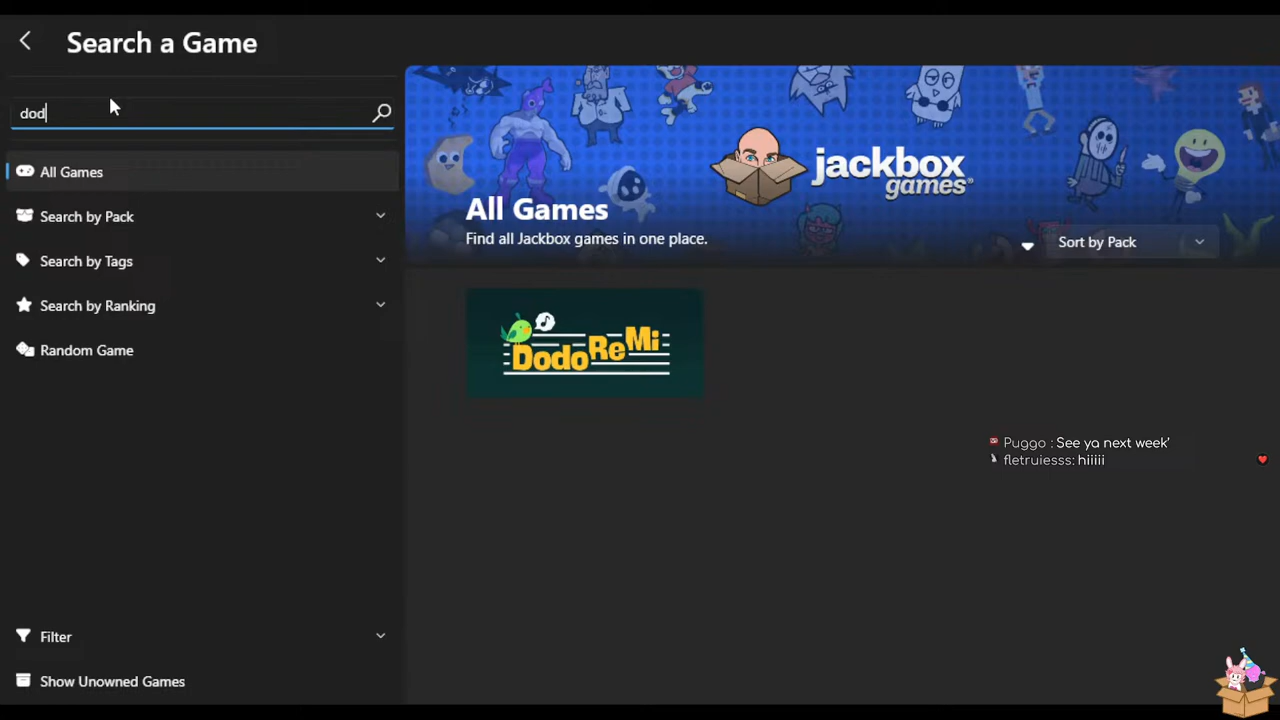 Search a Game
dod
All Games
Search by Pack
Search by Tags
Search by Ranking
Random Game
Filter
Show Unowned Games
jackbox
games®
All Games
Find all Jackbox games in one place.
Sort by Pack
DodoReMi
Puggo : See ya next week'
fletruiesss: hiiiii